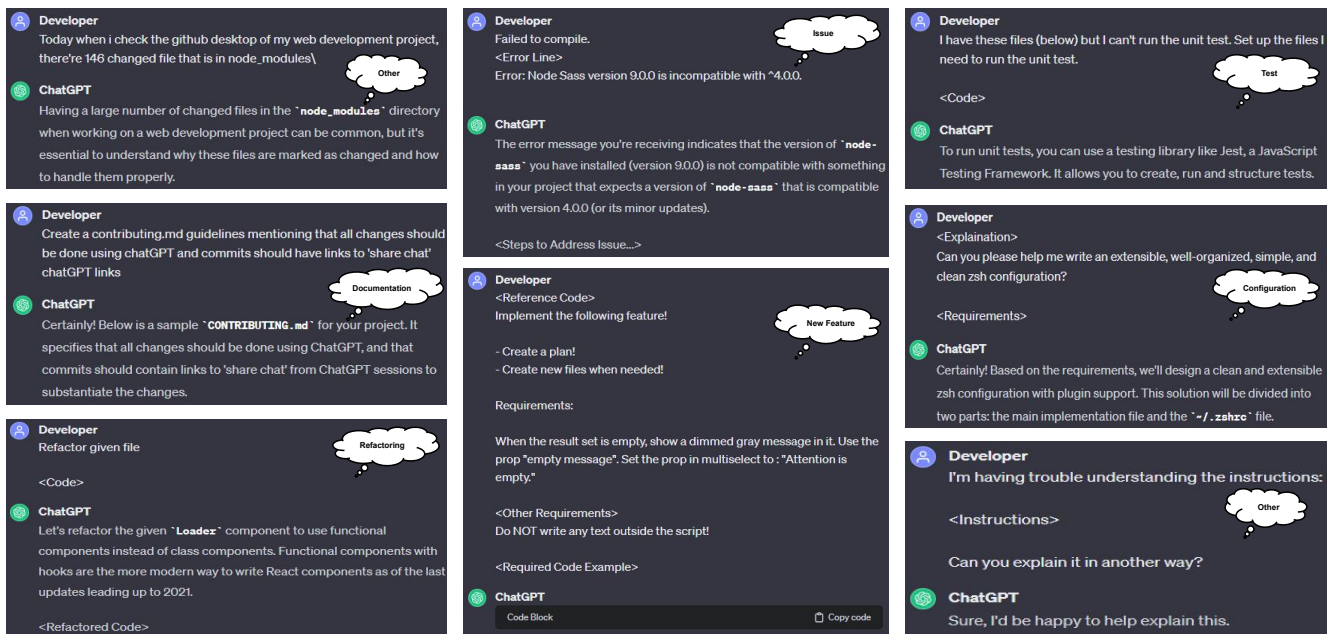 Developer
Today when i check the github desktop of my web development project,
there're 146 changed file that is in node_modules\
Other
ChatGPT
Having a large number of changed files in the `node_modules` directory
when working on a web development project can be common, but it's
essential to understand why these files are marked as changed and how
to handle them properly.
Developer
Create a contributing.md guidelines mentioning that all changes should
be done using chatGPT and commits should have links to 'share chat'
chatGPT links
Documentation
ChatGPT
Certainly! Below is a sample `CONTRIBUTING.md` for your project. It
specifies that all changes should be done using ChatGPT, and that
commits should contain links to 'share chat' from ChatGPT sessions to
substantiate the changes.
Developer
Refactor given file
Refactoring
<Code>
ChatGPT
Let's refactor the given `Loader` component to use functional
components instead of class components. Functional components with
hooks are the more modern way to write React components as of the last
updates leading up to 2021.
<Refactored Code>
Developer
Failed to compile.
Issue
<Error Line>
Error: Node Sass version 9.0.0 is incompatible with ^4.0.0.
ChatGPT
The error message you're receiving indicates that the version of `node-
sass` you have installed (version 9.0.0) is not compatible with something
in your project that expects a version of `node-sass` that is compatible
with version 4.0.0 (or its minor updates).
<Steps to Address Issue...>
Developer
<Reference Code>
Implement the following feature!
New Feature
- Create a plan!
- Create new files when needed!
Requirements:
When the result set is empty, show a dimmed gray message in it. Use the
prop "empty message". Set the prop in multiselect to : "Attention is
empty."
<Other Requirements>
Do NOT write any text outside the script!
<Required Code Example>
ChatGPT
Code Block Copy code
Developer
I have these files (below) but I can't run the unit test. Set up the files I
need to run the unit test.
Test
<Code>
ChatGPT
To run unit tests, you can use a testing library like Jest, a JavaScript
Testing Framework. It allows you to create, run and structure tests.
Developer
<Explaination>
Can you please help me write an extensible, well-organized, simple, and
clean zsh configuration?
Configuration
<Requirements>
ChatGPT
Certainly! Based on the requirements, we'll design a clean and extensible
zsh configuration with plugin support. This solution will be divided into
two parts: the main implementation file and the `~/.zshrc` file.
Developer
I'm having trouble understanding the instructions:
Other
<Instructions>
Can you explain it in another way?
ChatGPT
Sure, I'd be happy to help explain this.